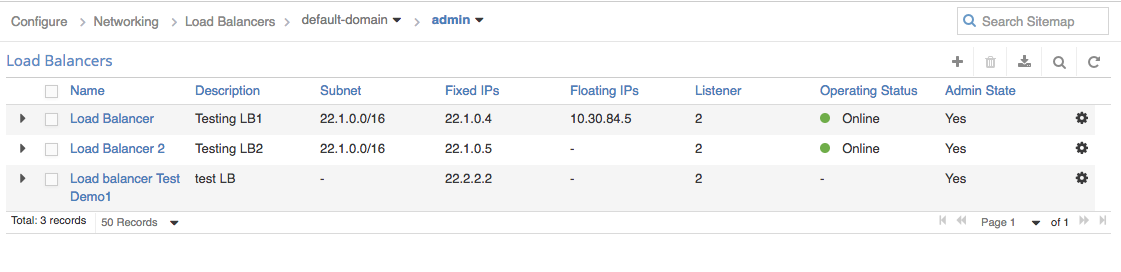 Configure > Networking > Load Balancers > default-domain > admin Search Sitemap
Load Balancers
Name Description Subnet Fixed IPs Floating IPs Listener Operating Status Admin State
Load Balancer Testing LB1 22.1.0.0/16 22.1.0.4 10.30.84.5 2 Online Yes
Load Balancer 2 Testing LB2 22.1.0.0/16 22.1.0.5 - 2 Online Yes
Load balancer Test test LB - 22.2.2.2 - 2 - Yes
Demo1
Total: 3 records 50 Records Page 1 of 1